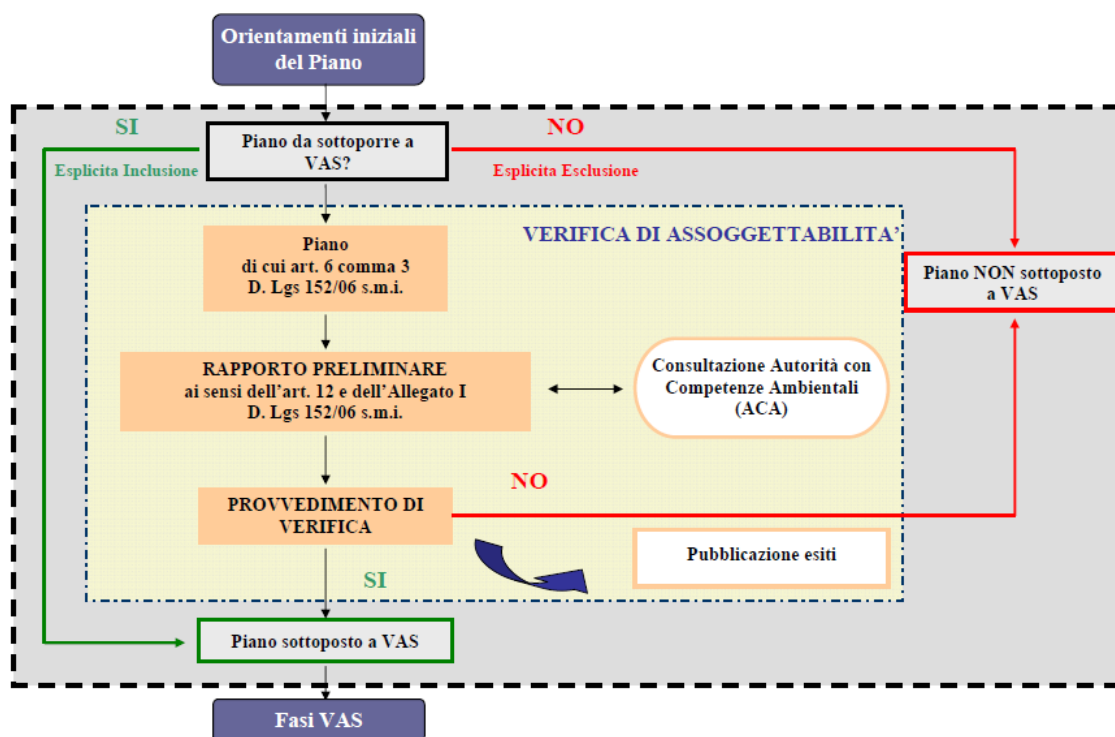 Orientamenti iniziali
del Piano
SI
NO
Piano da sottoporre a
VAS?
Esplicita Inclusione
Esplicita Esclusione
VERIFICA DI ASSOGGETTABILITA’
Piano
di cui art. 6 comma 3
D. Lgs 152/06 s.m.i.
Piano NON sottoposto
a VAS
RAPPORTO PRELIMINARE
ai sensi dell’art. 12 e dell’Allegato I
D. Lgs 152/06 s.m.i.
Consultazione Autorità con
Competenze Ambientali
(ACA)
NO
PROVVEDIMENTO DI
VERIFICA
Pubblicazione esiti
SI
Piano sottoposto a VAS
Fasi VAS